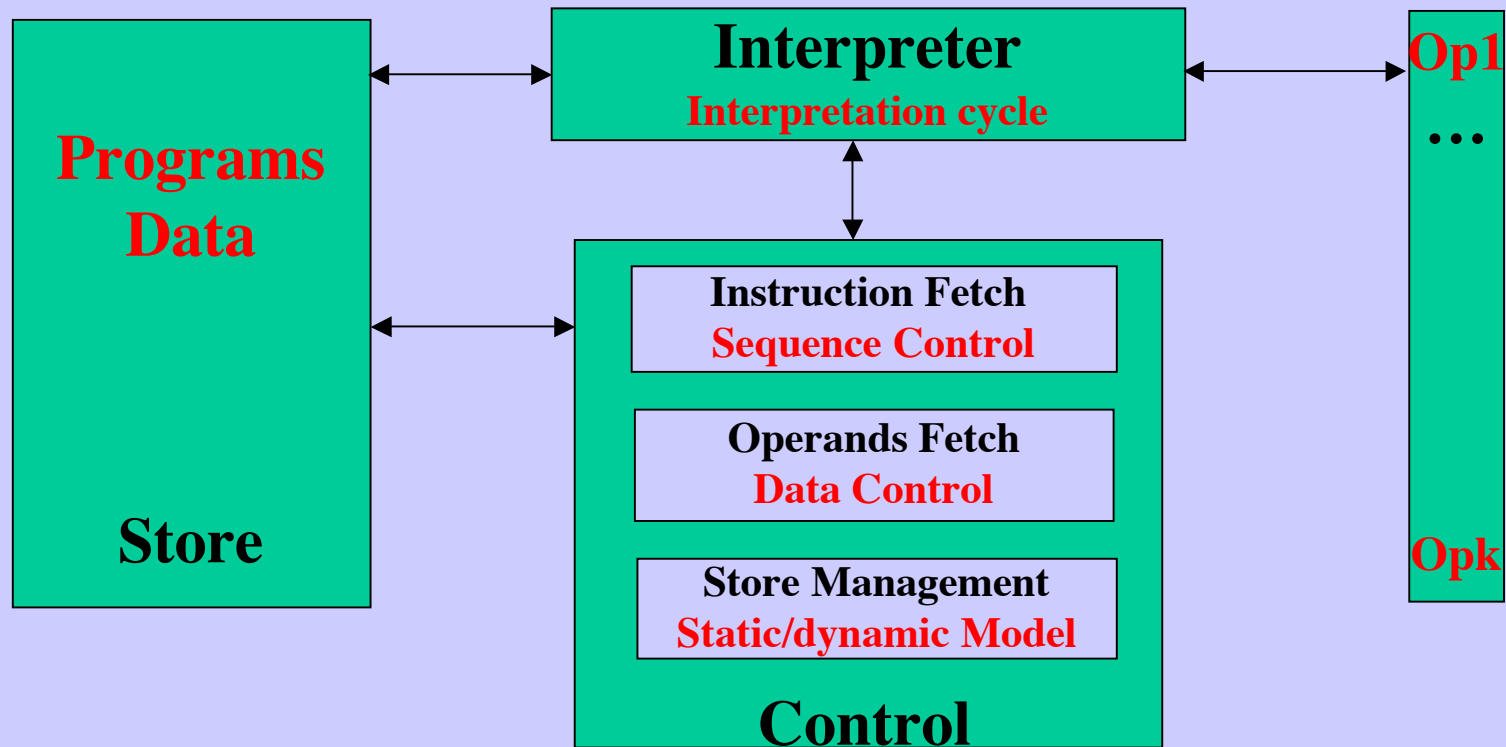 Programs
Data
Store
Interpreter
Interpretation cycle
Instruction Fetch
Sequence Control
Operands Fetch
Data Control
Store Management
Static/dynamic Model
Control
Op1
...
Opk